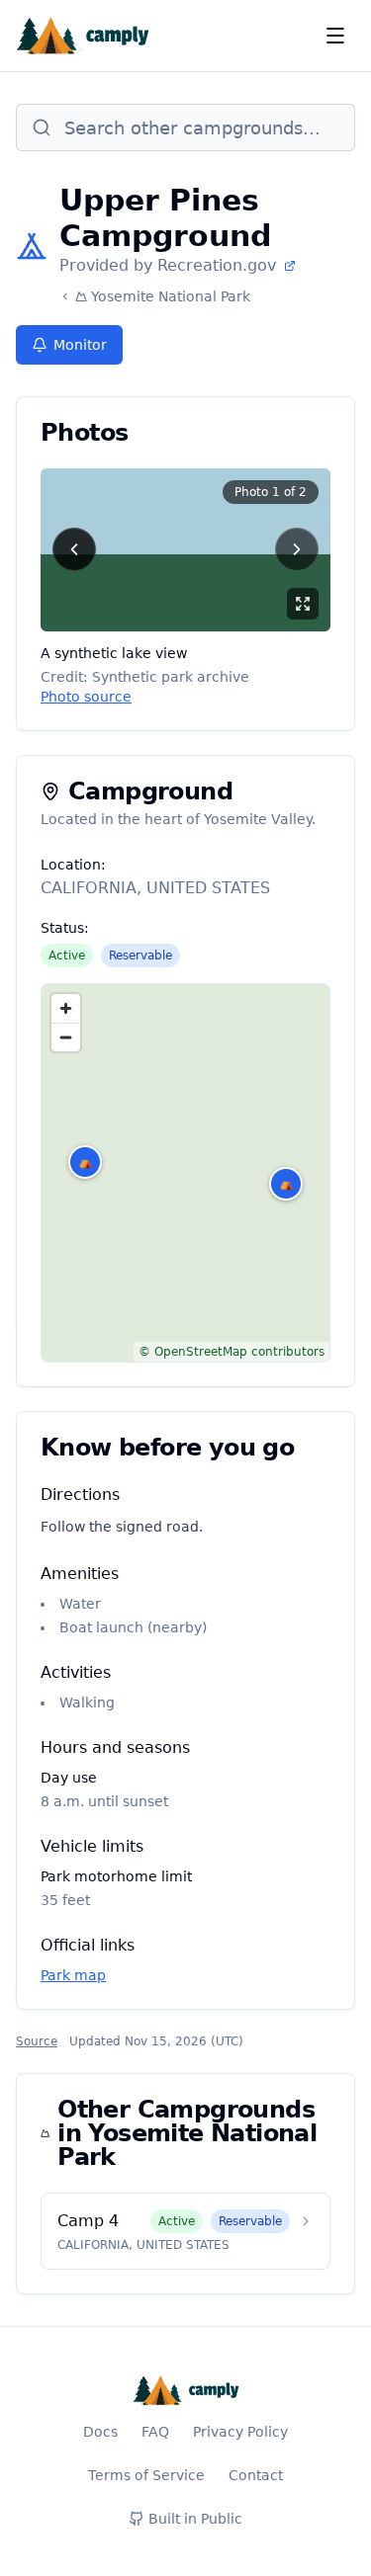 camply
Search other campgrounds...
Upper Pines
Campground
Provided by Recreation.gov
Yosemite National Park
Monitor
Photos
Photo 1 of 2
A synthetic lake view
Credit: Synthetic park archive
Photo source
Campground
Located in the heart of Yosemite Valley.
Location:
CALIFORNIA, UNITED STATES
Status:
Active Reservable
© OpenStreetMap contributors
Know before you go
Directions
Follow the signed road.
Amenities
• Water
• Boat launch (nearby)
Activities
• Walking
Hours and seasons
Day use
8 a.m. until sunset
Vehicle limits
Park motorhome limit
35 feet
Official links
Park map
Source Updated Nov 15, 2026 (UTC)
Other Campgrounds
in Yosemite National
Park
Camp 4 Active Reservable
CALIFORNIA, UNITED STATES
camply
Docs FAQ Privacy Policy
Terms of Service Contact
Built in Public